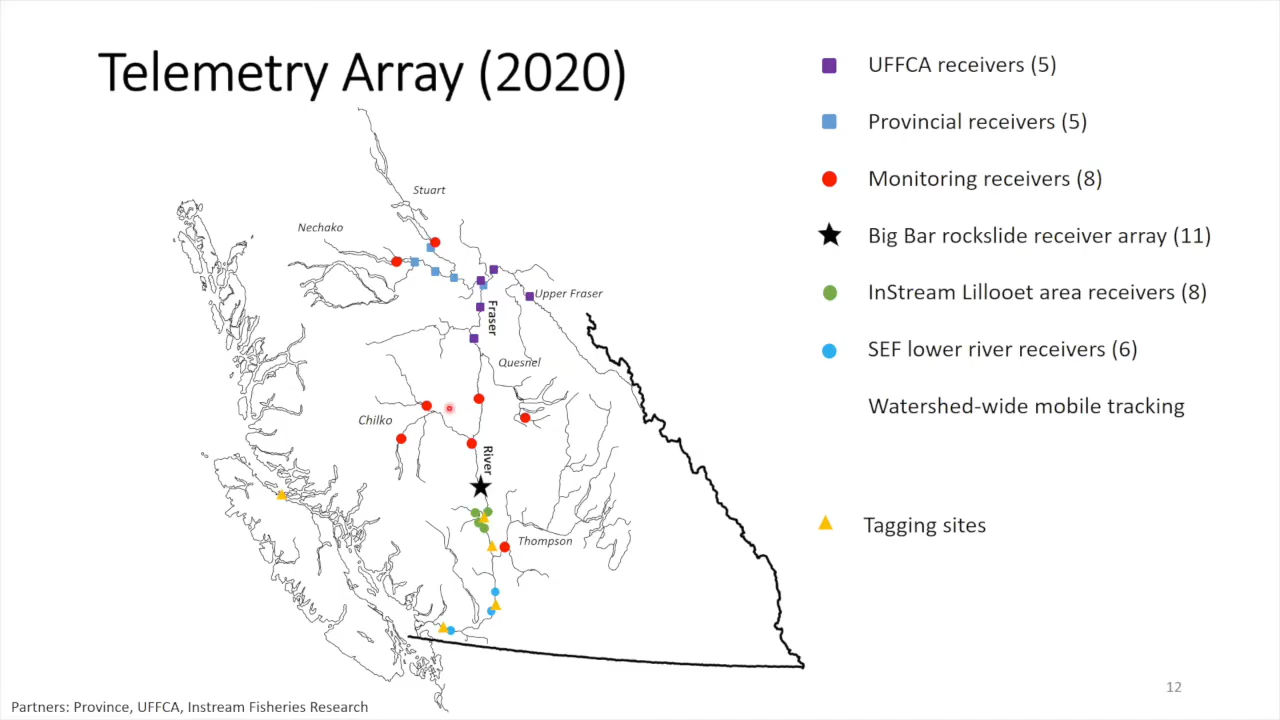 Telemetry Array (2020)
UFFCA receivers (5)
Provincial receivers (5)
Monitoring receivers (8)
Big Bar rockslide receiver array (11)
InStream Lillooet area receivers (8)
SEF lower river receivers (6)
Watershed-wide mobile tracking
Tagging sites
Stuart
Nechako
Upper Fraser
Fraser
Quesnel
Chilko
River
Thompson
12
Partners: Province, UFFCA, Instream Fisheries Research